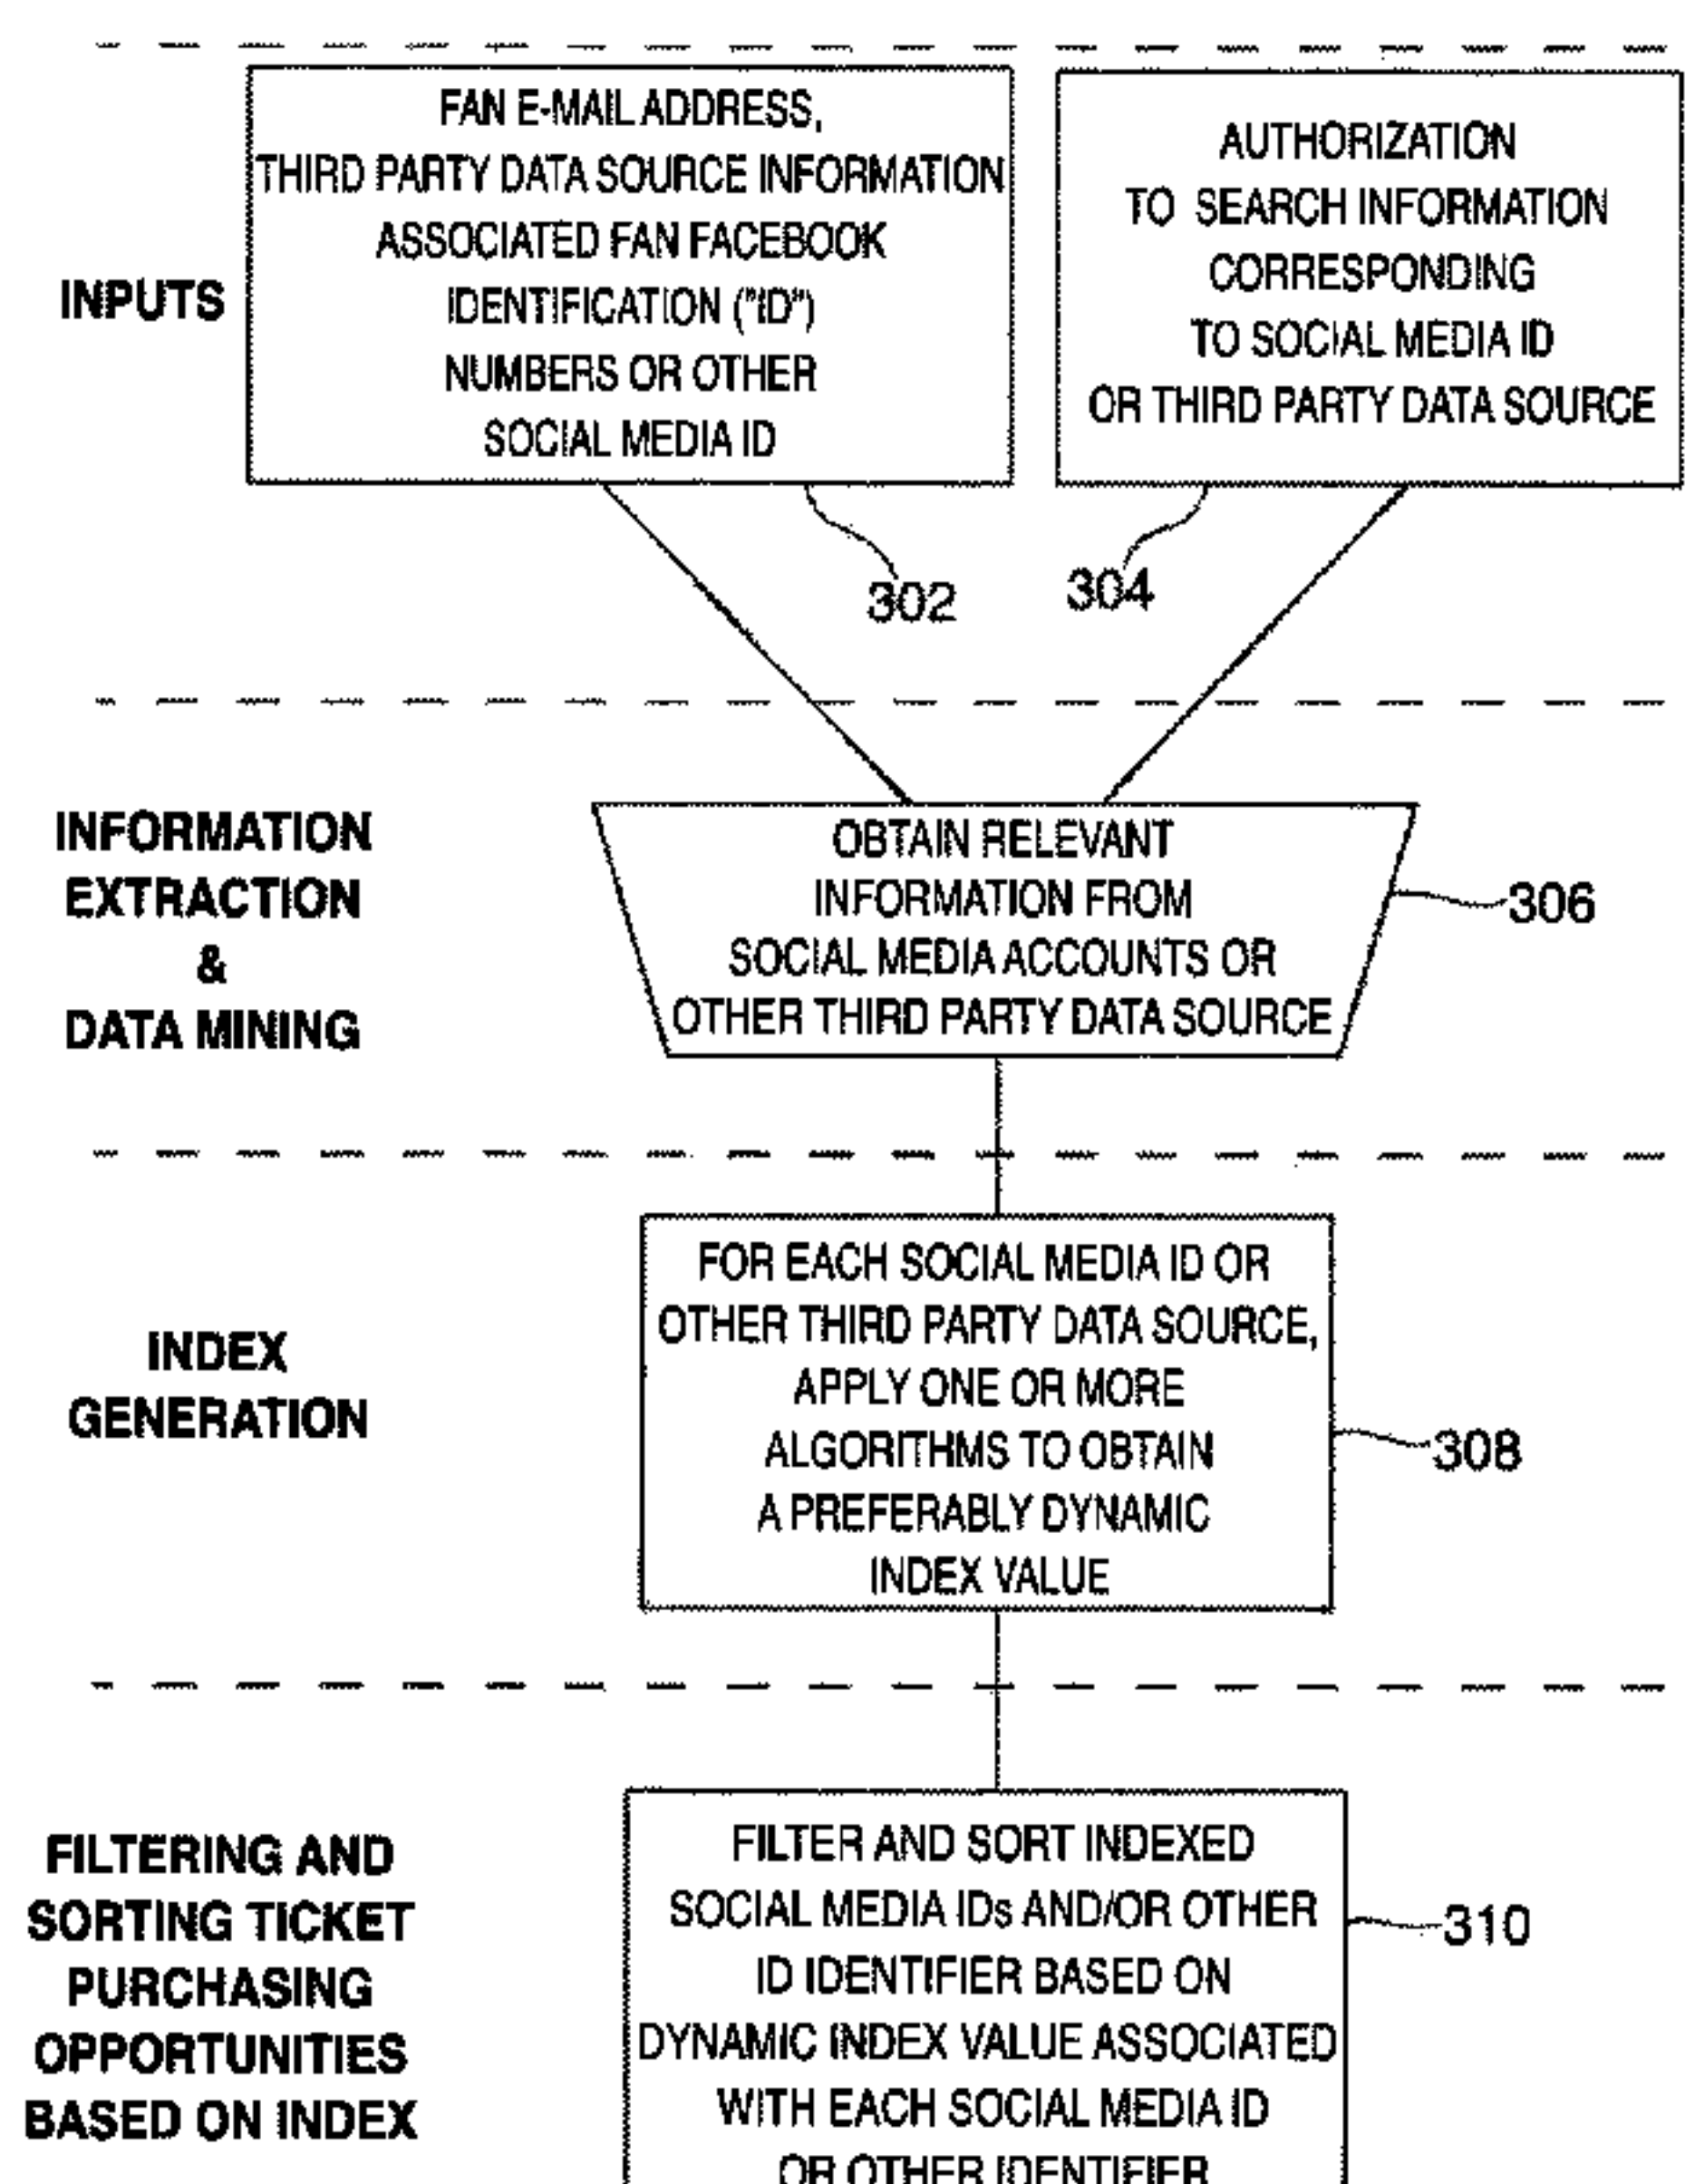 INPUTS
FAN E-MAIL ADDRESS,
THIRD PARTY DATA SOURCE INFORMATION
ASSOCIATED FAN FACEBOOK
IDENTIFICATION ("ID")
NUMBERS OR OTHER
SOCIAL MEDIA ID
302
AUTHORIZATION
TO SEARCH INFORMATION
CORRESPONDING
TO SOCIAL MEDIA ID
OR THIRD PARTY DATA SOURCE
304
INFORMATION
EXTRACTION
&
DATA MINING
OBTAIN RELEVANT
INFORMATION FROM
SOCIAL MEDIA ACCOUNTS OR
OTHER THIRD PARTY DATA SOURCE
306
INDEX
GENERATION
FOR EACH SOCIAL MEDIA ID OR
OTHER THIRD PARTY DATA SOURCE,
APPLY ONE OR MORE
ALGORITHMS TO OBTAIN
A PREFERABLY DYNAMIC
INDEX VALUE
308
FILTERING AND
SORTING TICKET
PURCHASING
OPPORTUNITIES
BASED ON INDEX
FILTER AND SORT INDEXED
SOCIAL MEDIA IDs AND/OR OTHER
ID IDENTIFIER BASED ON
DYNAMIC INDEX VALUE ASSOCIATED
WITH EACH SOCIAL MEDIA ID
OR OTHER IDENTIFIER
310